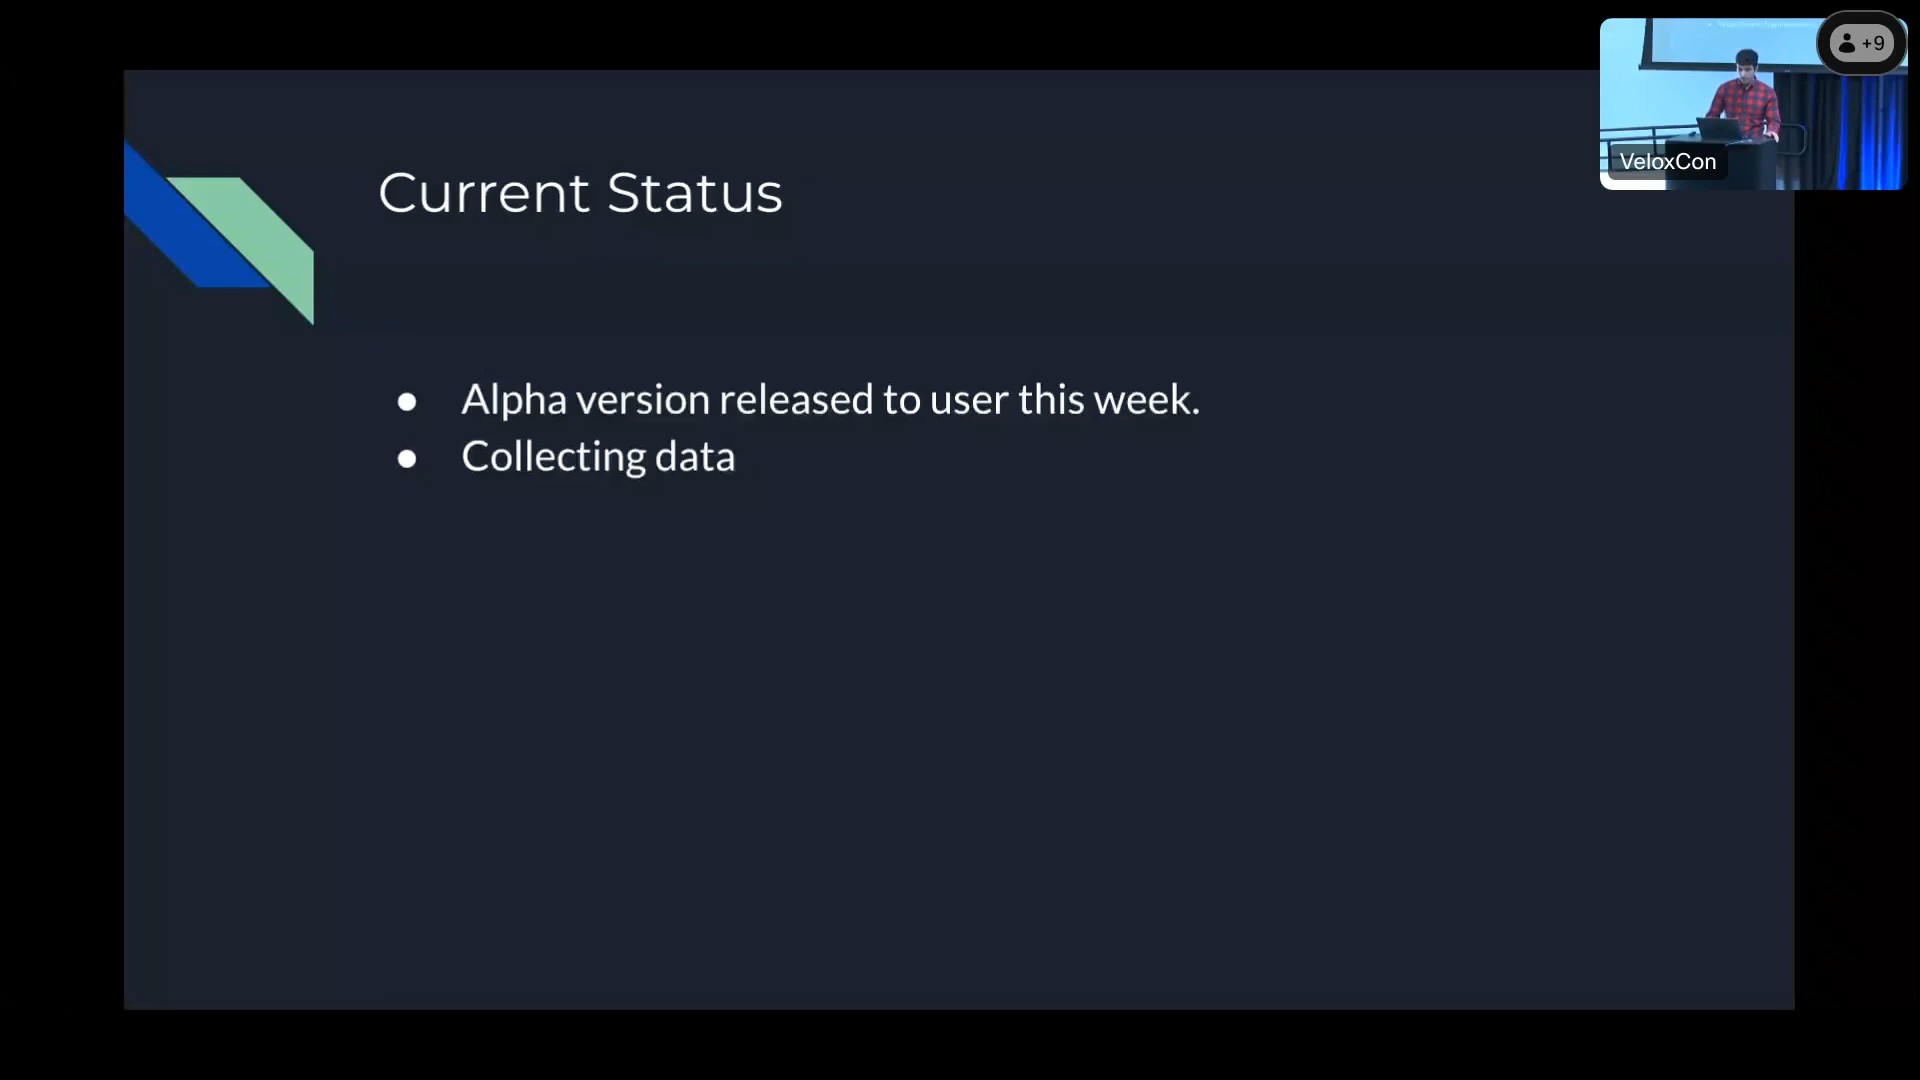 Current Status
Alpha version released to user this week.
Collecting data
VeloxCon
+9